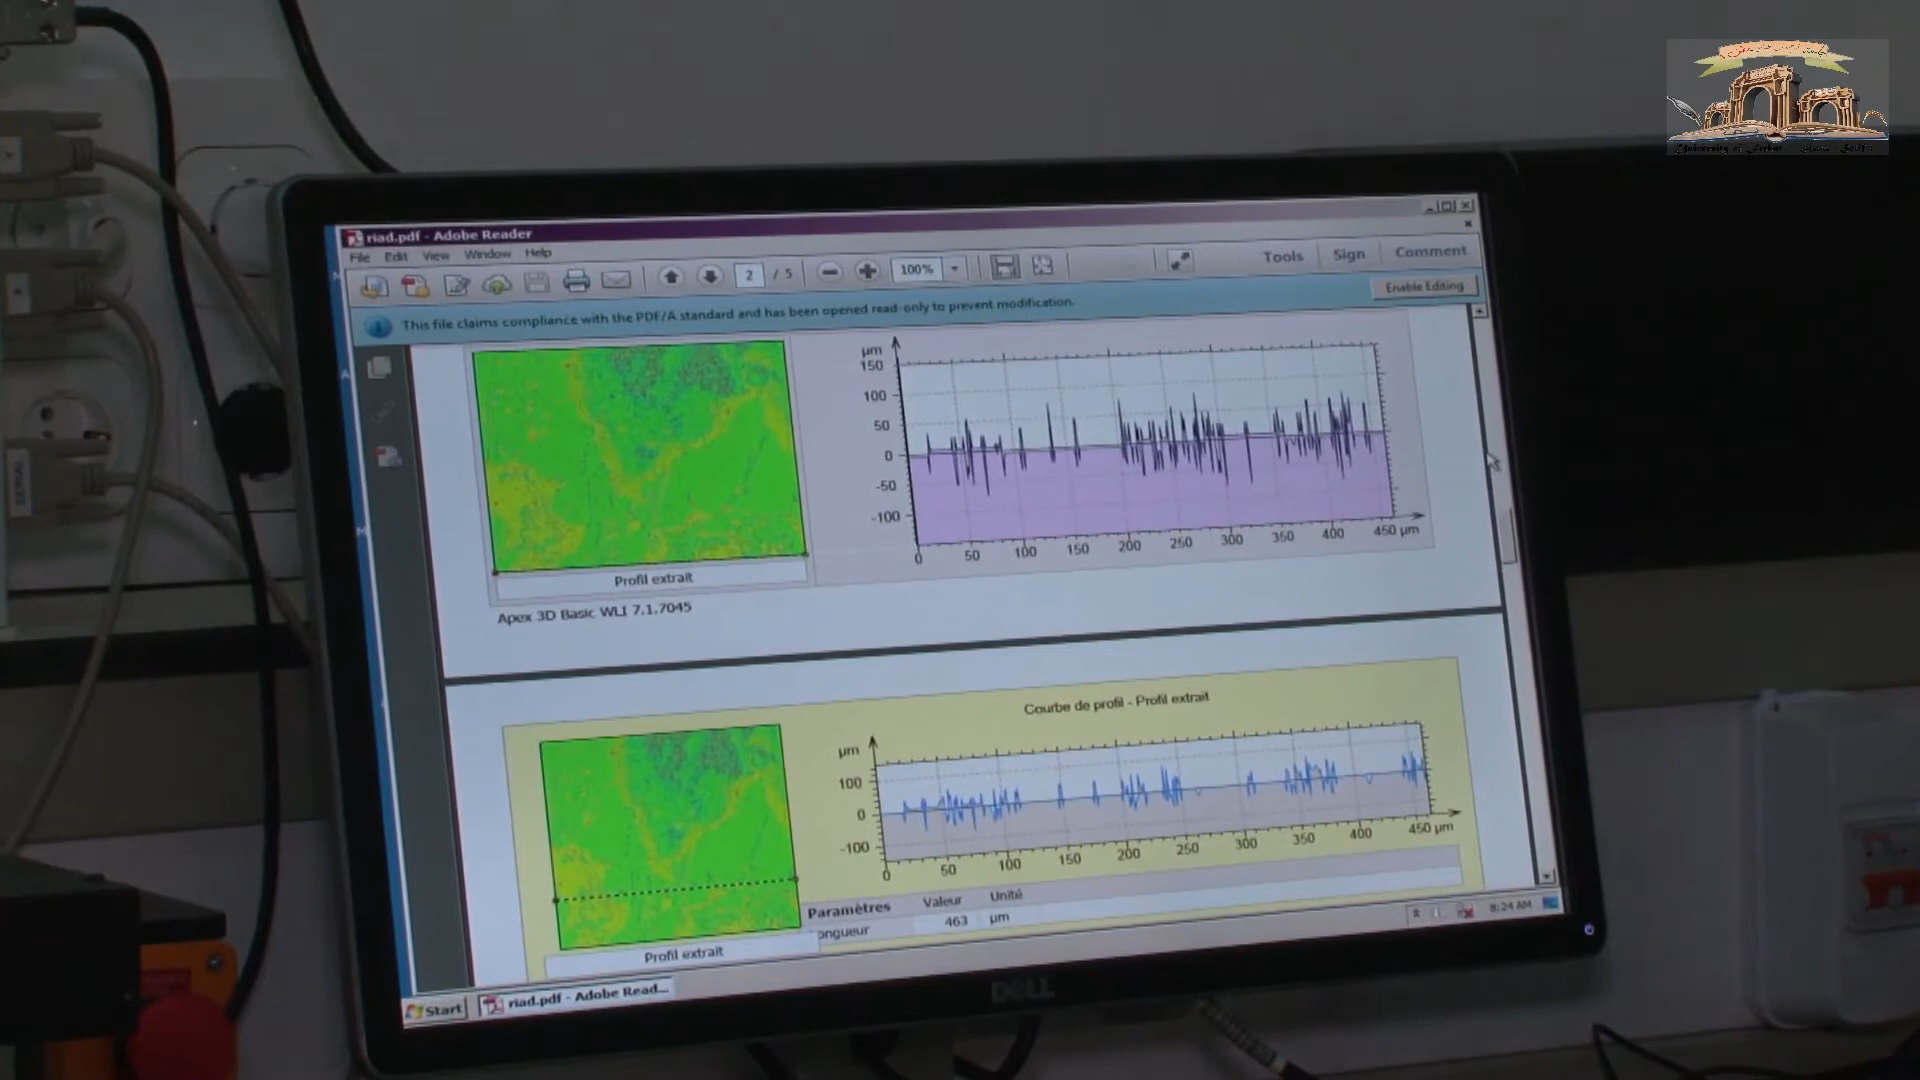 riad.pdf - Adobe Reader
File Edit View Window Help
2 / 5 100% Tools Sign Comment
This file claims compliance with the PDF/A standard and has been opened read-only to prevent modification. Enable Editing
µm
150
100
50
0
-50
-100
0 50 100 150 200 250 300 350 400 450 µm
Profil extrait
Apex 3D Basic WLI 7.1.7045
Courbe de profil - Profil extrait
µm
100
0
-100
0 50 100 150 200 250 300 350 400 450 µm
Paramètres Valeur Unité
ongueur 463 µm
Profil extrait
8:24 AM
Start riad.pdf - Adobe Read...
DELL
University of Ferhat